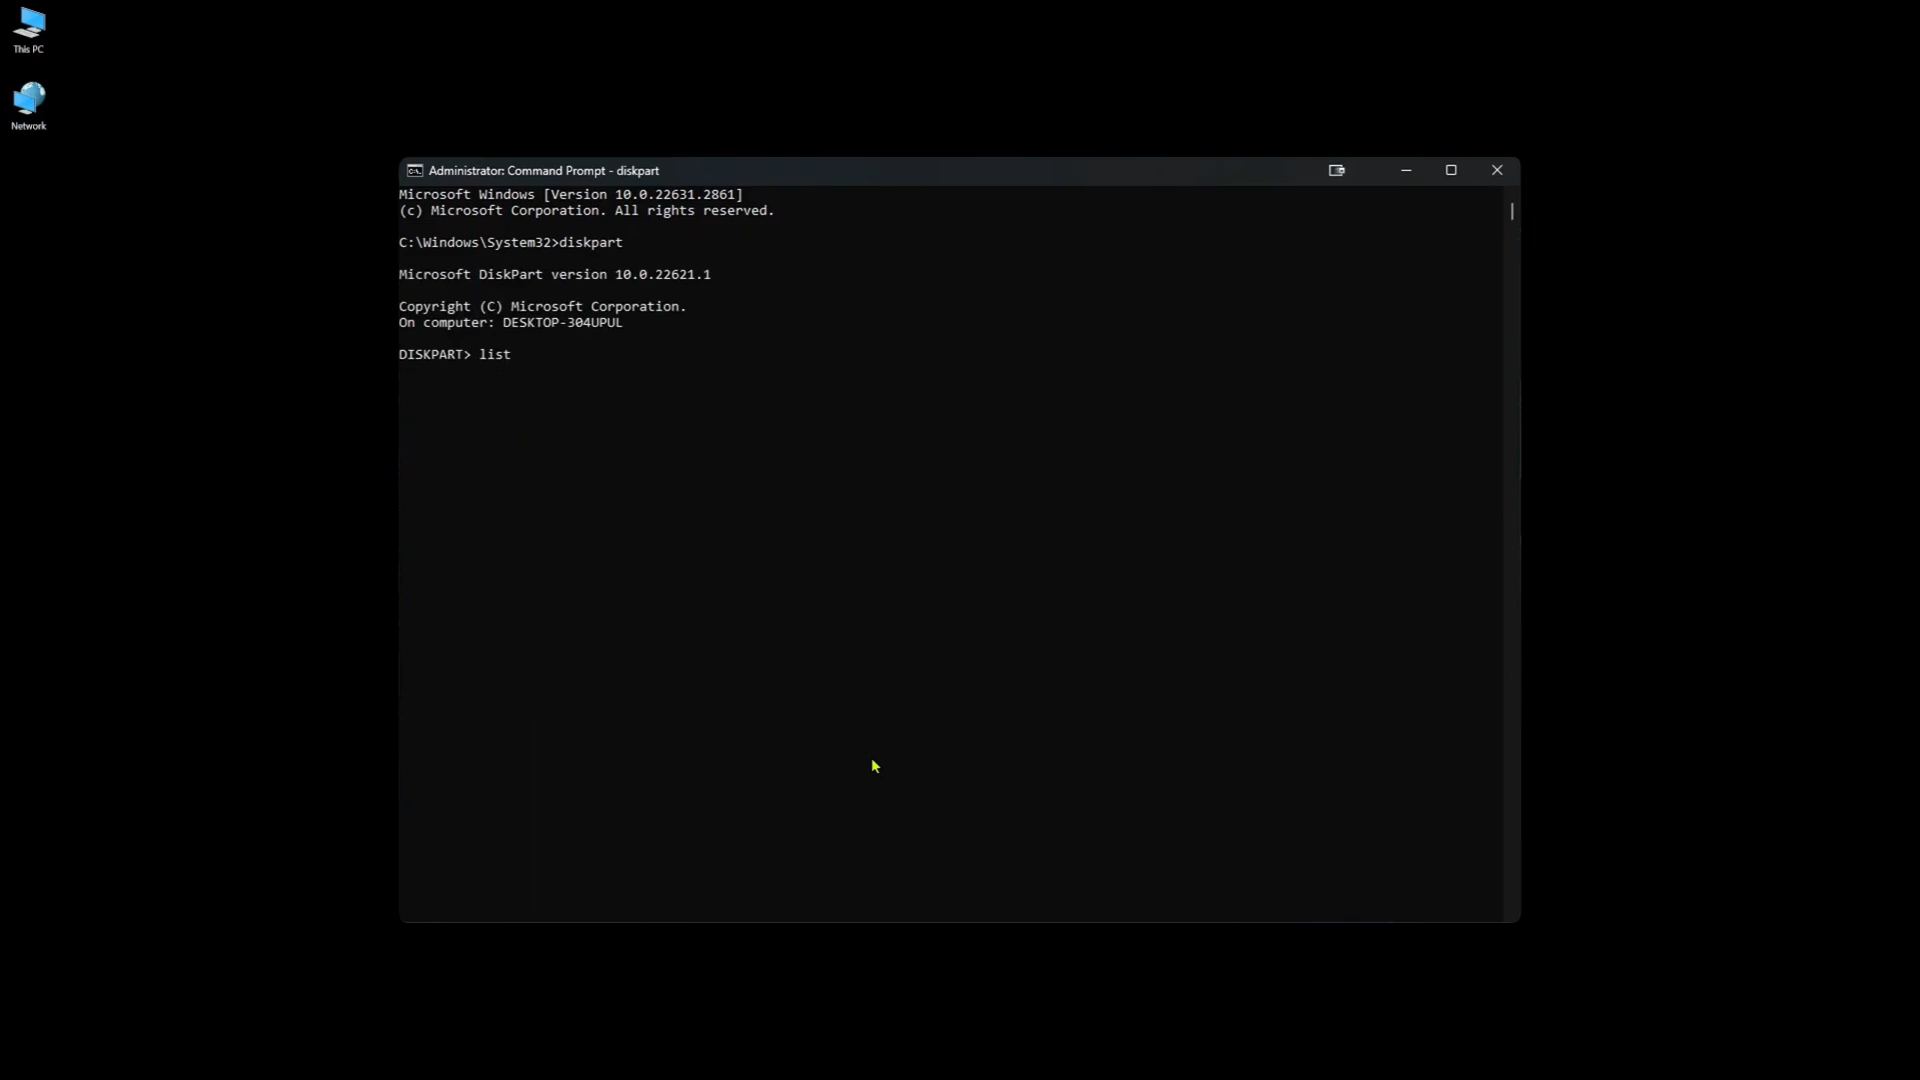 This PC
Network
Administrator: Command Prompt - diskpart
Microsoft Windows [Version 10.0.22631.2861]
(c) Microsoft Corporation. All rights reserved.
C:\Windows\System32>diskpart
Microsoft DiskPart version 10.0.22621.1
Copyright (C) Microsoft Corporation.
On computer: DESKTOP-304UPUL
DISKPART> list